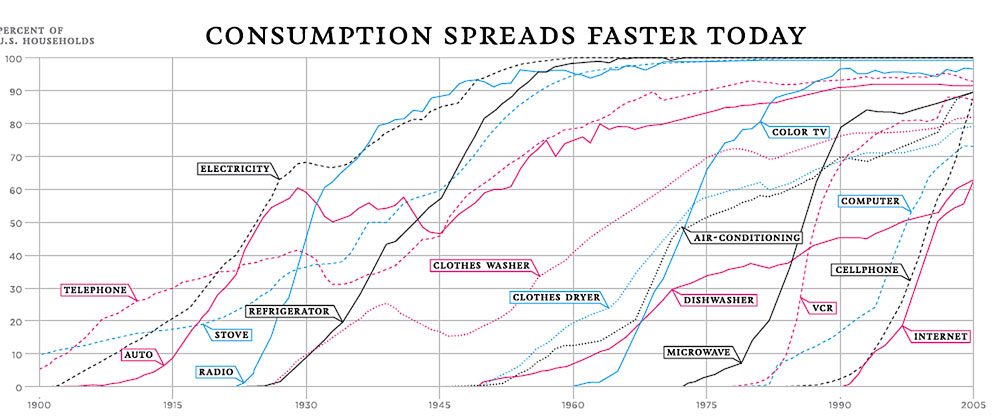 PERCENT OF
U.S. HOUSEHOLDS
CONSUMPTION SPREADS FASTER TODAY
100
90
80
70
60
50
40
30
20
10
0
ELECTRICITY
TELEPHONE
AUTO
STOVE
RADIO
REFRIGERATOR
CLOTHES WASHER
CLOTHES DRYER
COLOR TV
AIR-CONDITIONING
DISHWASHER
MICROWAVE
VCR
COMPUTER
CELLPHONE
INTERNET
1900 1915 1930 1945 1960 1975 1990 2005